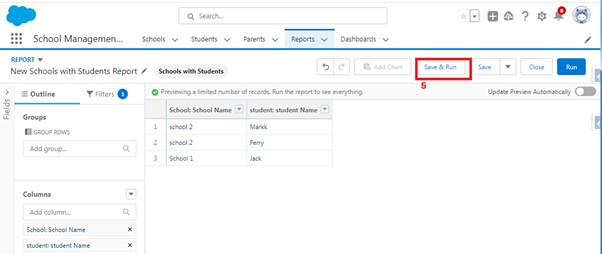 Search...
8
School Managemen...
Schools
Students
Parents
Reports
Dashboards
REPORT
New Schools with Students Report
Schools with Students
Add Chart
Save & Run
Save
Close
Run
5
Fields
Outline
Filters 1
Previewing a limited number of records. Run the report to see everything.
Update Preview Automatically
Groups
GROUP ROWS
Add group...
Columns
Add column...
School: School Name
student: student Name
School: School Name student: student Name
1 school 2 Markk
2 school 2 Ferry
3 School 1 Jack